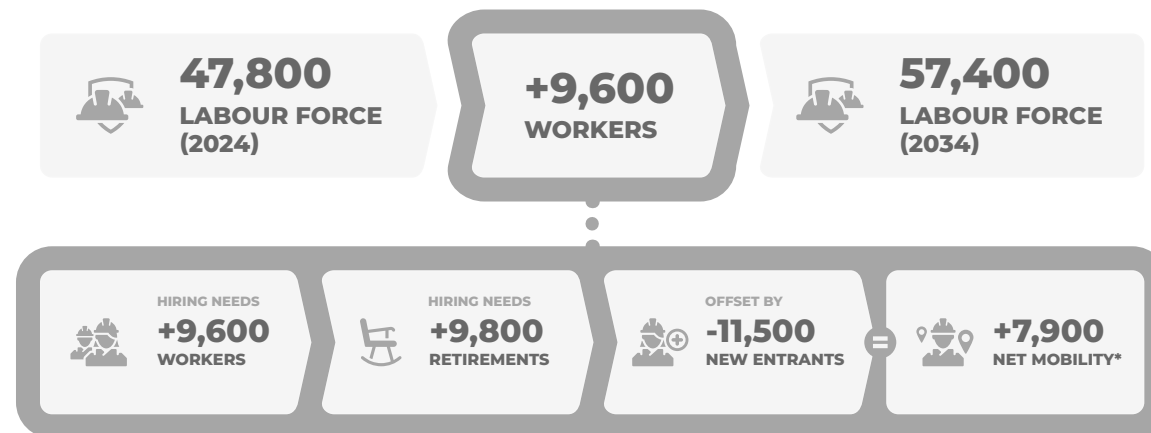 47,800
LABOUR FORCE
(2024)
+9,600
WORKERS
57,400
LABOUR FORCE
(2034)
HIRING NEEDS
+9,600
WORKERS
HIRING NEEDS
+9,800
RETIREMENTS
OFFSET BY
-11,500
NEW ENTRANTS
=
+7,900
NET MOBILITY*